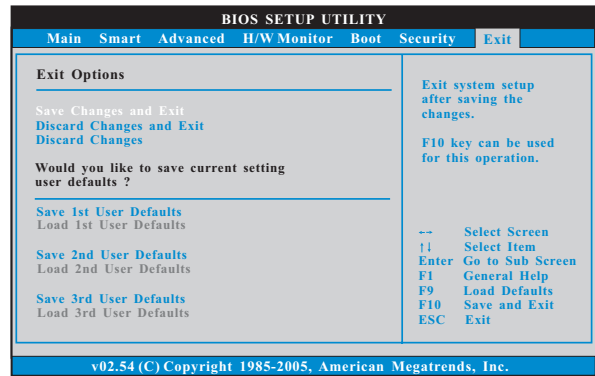 BIOS SETUP UTILITY
Main Smart Advanced H/W Monitor Boot Security Exit
Exit Options
Save Changes and Exit
Discard Changes and Exit
Discard Changes
Would you like to save current setting
user defaults ?
Save 1st User Defaults
Load 1st User Defaults
Save 2nd User Defaults
Load 2nd User Defaults
Save 3rd User Defaults
Load 3rd User Defaults
Exit system setup
after saving the
changes.
F10 key can be used
for this operation.
←→ Select Screen
↑↓ Select Item
Enter Go to Sub Screen
F1 General Help
F9 Load Defaults
F10 Save and Exit
ESC Exit
v02.54 (C) Copyright 1985-2005, American Megatrends, Inc.